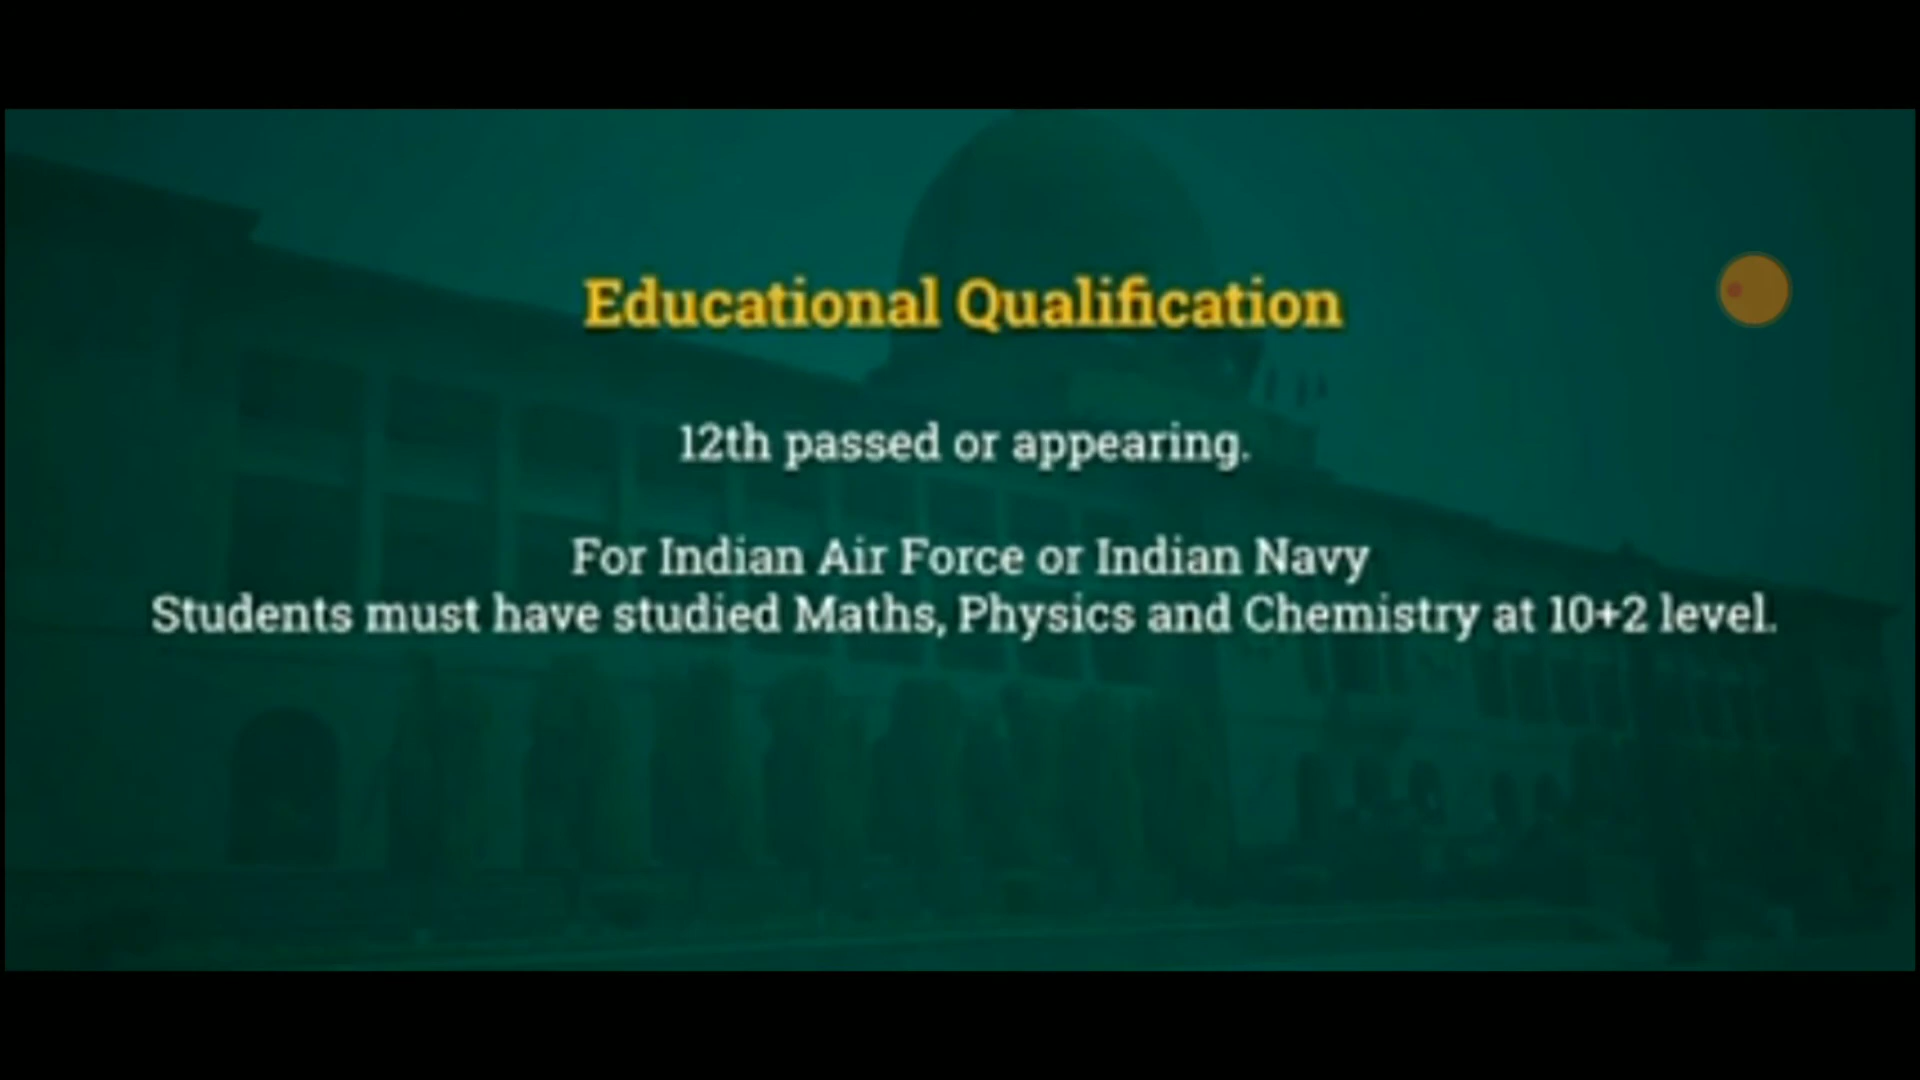 Educational Qualification
12th passed or appearing.
For Indian Air Force or Indian Navy
Students must have studied Maths, Physics and Chemistry at 10+2 level.